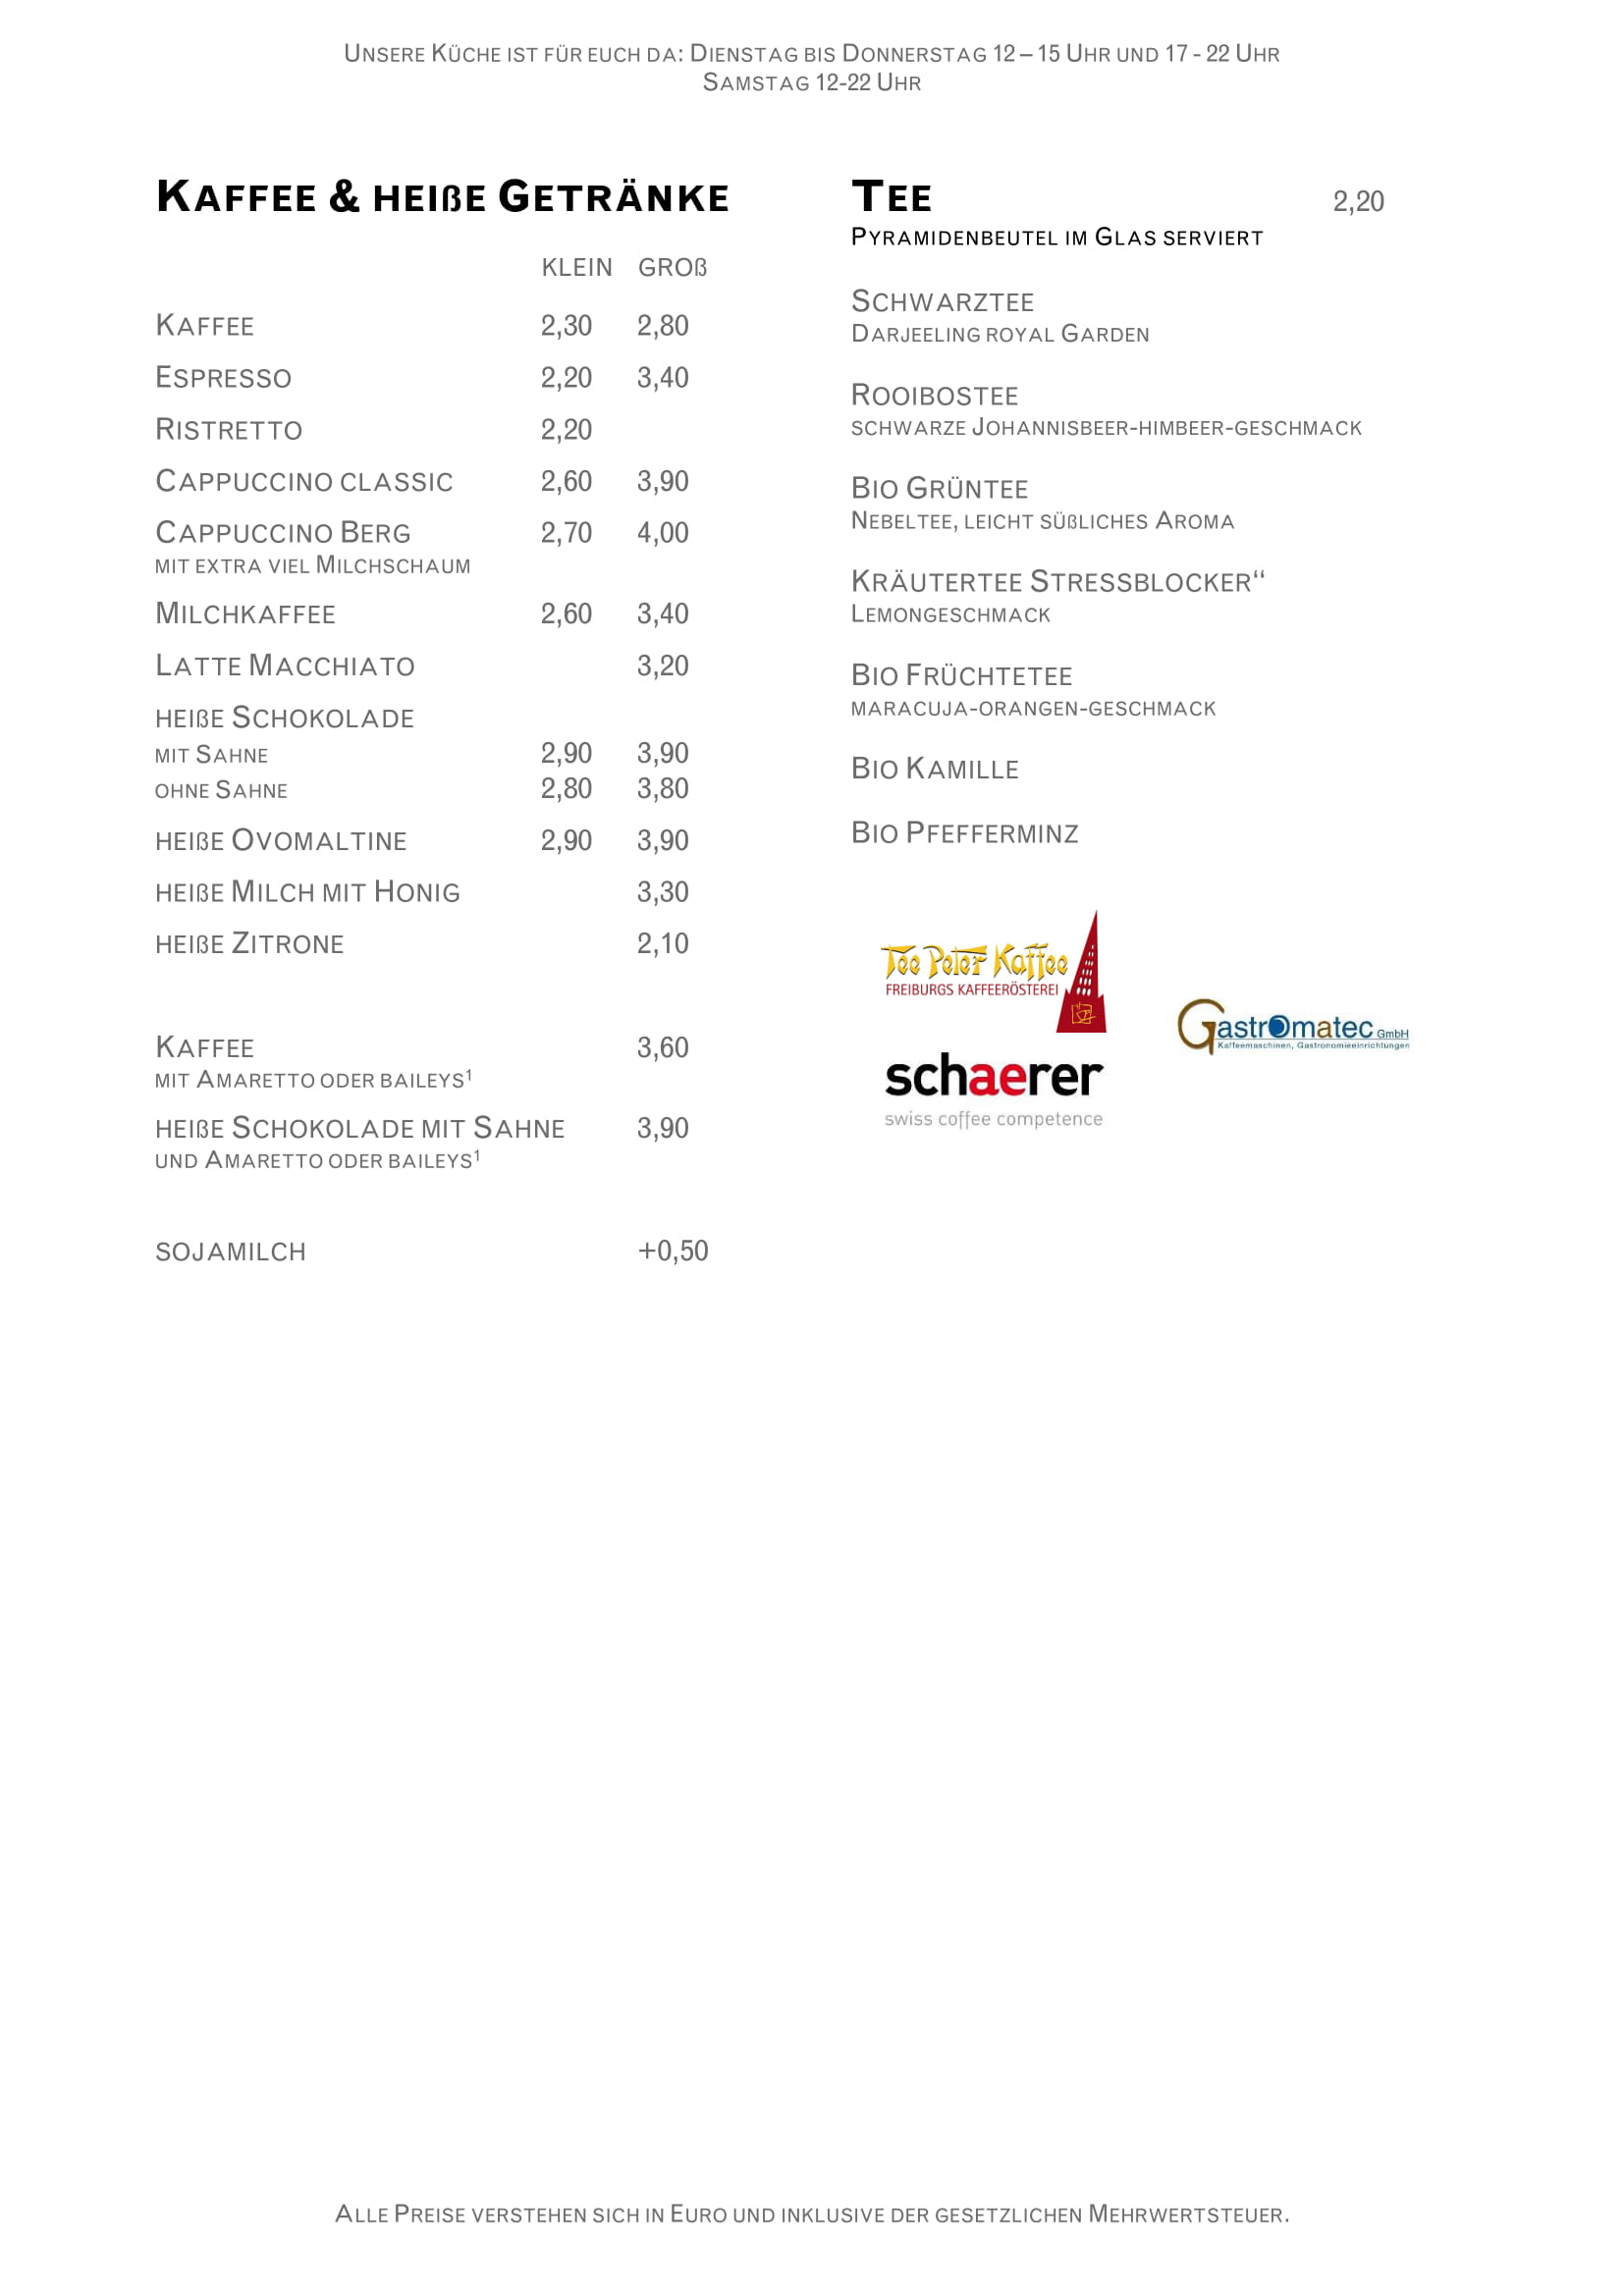 Unsere Küche ist für euch da: Dienstag bis Donnerstag 12 – 15 Uhr und 17 - 22 Uhr
Samstag 12-22 Uhr
Kaffee & heiße Getränke
klein groß
Kaffee 2,30 2,80
Espresso 2,20 3,40
Ristretto 2,20
Cappuccino classic 2,60 3,90
Cappuccino Berg 2,70 4,00
mit extra viel Milchschaum
Milchkaffee 2,60 3,40
Latte Macchiato 3,20
heiße Schokolade
mit Sahne 2,90 3,90
ohne Sahne 2,80 3,80
heiße Ovomaltine 2,90 3,90
heiße Milch mit Honig 3,30
heiße Zitrone 2,10
Kaffee 3,60
mit Amaretto oder baileys¹
heiße Schokolade mit Sahne 3,90
und Amaretto oder baileys¹
sojamilch +0,50
Tee 2,20
Pyramidenbeutel im Glas serviert
Schwarztee
Darjeeling royal Garden
Rooibostee
schwarze Johannisbeer-himbeer-geschmack
Bio Grüntee
Nebeltee, leicht süßliches Aroma
Kräutertee Stressblocker“
Lemongeschmack
Bio Früchtetee
maracuja-orangen-geschmack
Bio Kamille
Bio Pfefferminz
Tee Peter Kaffee
FREIBURGS KAFFEERÖSTEREI
GastrOmatec GmbH
Kaffeemaschinen, Gastronomieeinrichtungen
schaerer
swiss coffee competence
Alle Preise verstehen sich in Euro und inklusive der gesetzlichen Mehrwertsteuer.